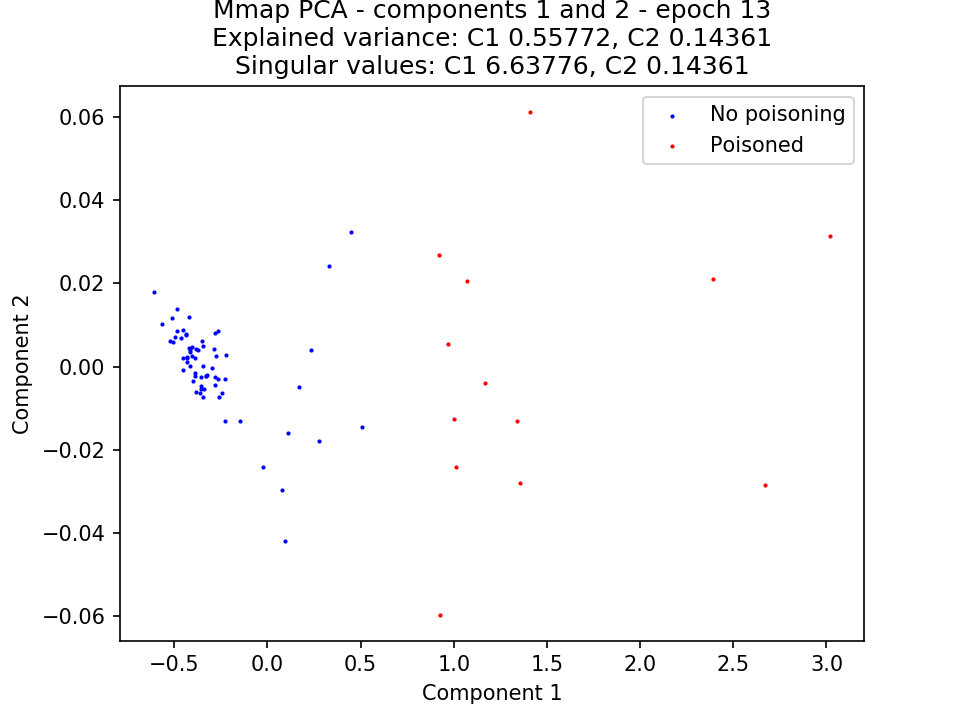 Mmap PCA - components 1 and 2 - epoch 13
Explained variance: C1 0.55772, C2 0.14361
Singular values: C1 6.63776, C2 0.14361
No poisoning
Poisoned
0.06
0.04
0.02
0.00
−0.02
−0.04
−0.06
Component 2
−0.5
0.0
0.5
1.0
1.5
2.0
2.5
3.0
Component 1